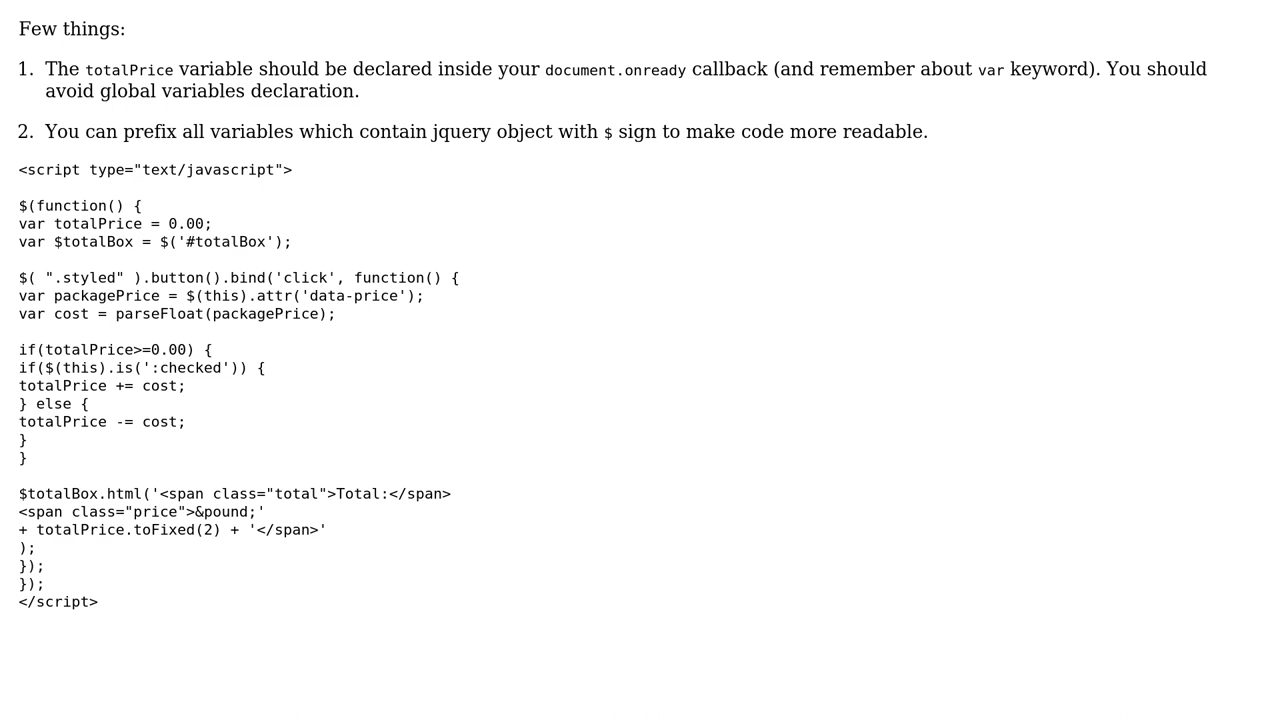 Few things:
1. The totalPrice variable should be declared inside your document.onready callback (and remember about var keyword). You should
avoid global variables declaration.
2. You can prefix all variables which contain jquery object with $ sign to make code more readable.
<script type="text/javascript">
$(function() {
var totalPrice = 0.00;
var $totalBox = $('#totalBox');
$( ".styled" ).button().bind('click', function() {
var packagePrice = $(this).attr('data-price');
var cost = parseFloat(packagePrice);
if(totalPrice>=0.00) {
if($(this).is(':checked')) {
totalPrice += cost;
} else {
totalPrice -= cost;
}
}
$totalBox.html('<span class="total">Total:</span>
<span class="price">&pound;'
+ totalPrice.toFixed(2) + '</span>'
);
});
});
</script>